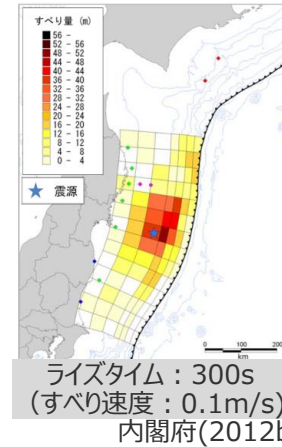 すべり量 (m)
56 -
52 - 56
48 - 52
44 - 48
40 - 44
36 - 40
32 - 36
28 - 32
24 - 28
20 - 24
16 - 20
12 - 16
8 - 12
4 - 8
0 - 4
震源
0 100 200
km
ライズタイム：300s
(すべり速度：0.1m/s)
内閣府(2012b